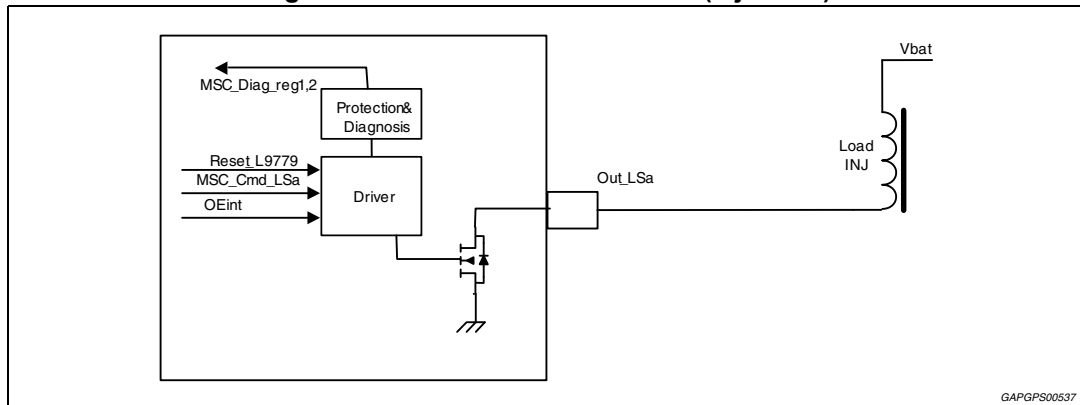 Vbat
MSC_Diag_reg1,2
Protection&
Diagnosis
Load
INJ
Reset_L9779
MSC_Cmd_LSa
OEint
Driver
Out_LSa
GAPGPS00537